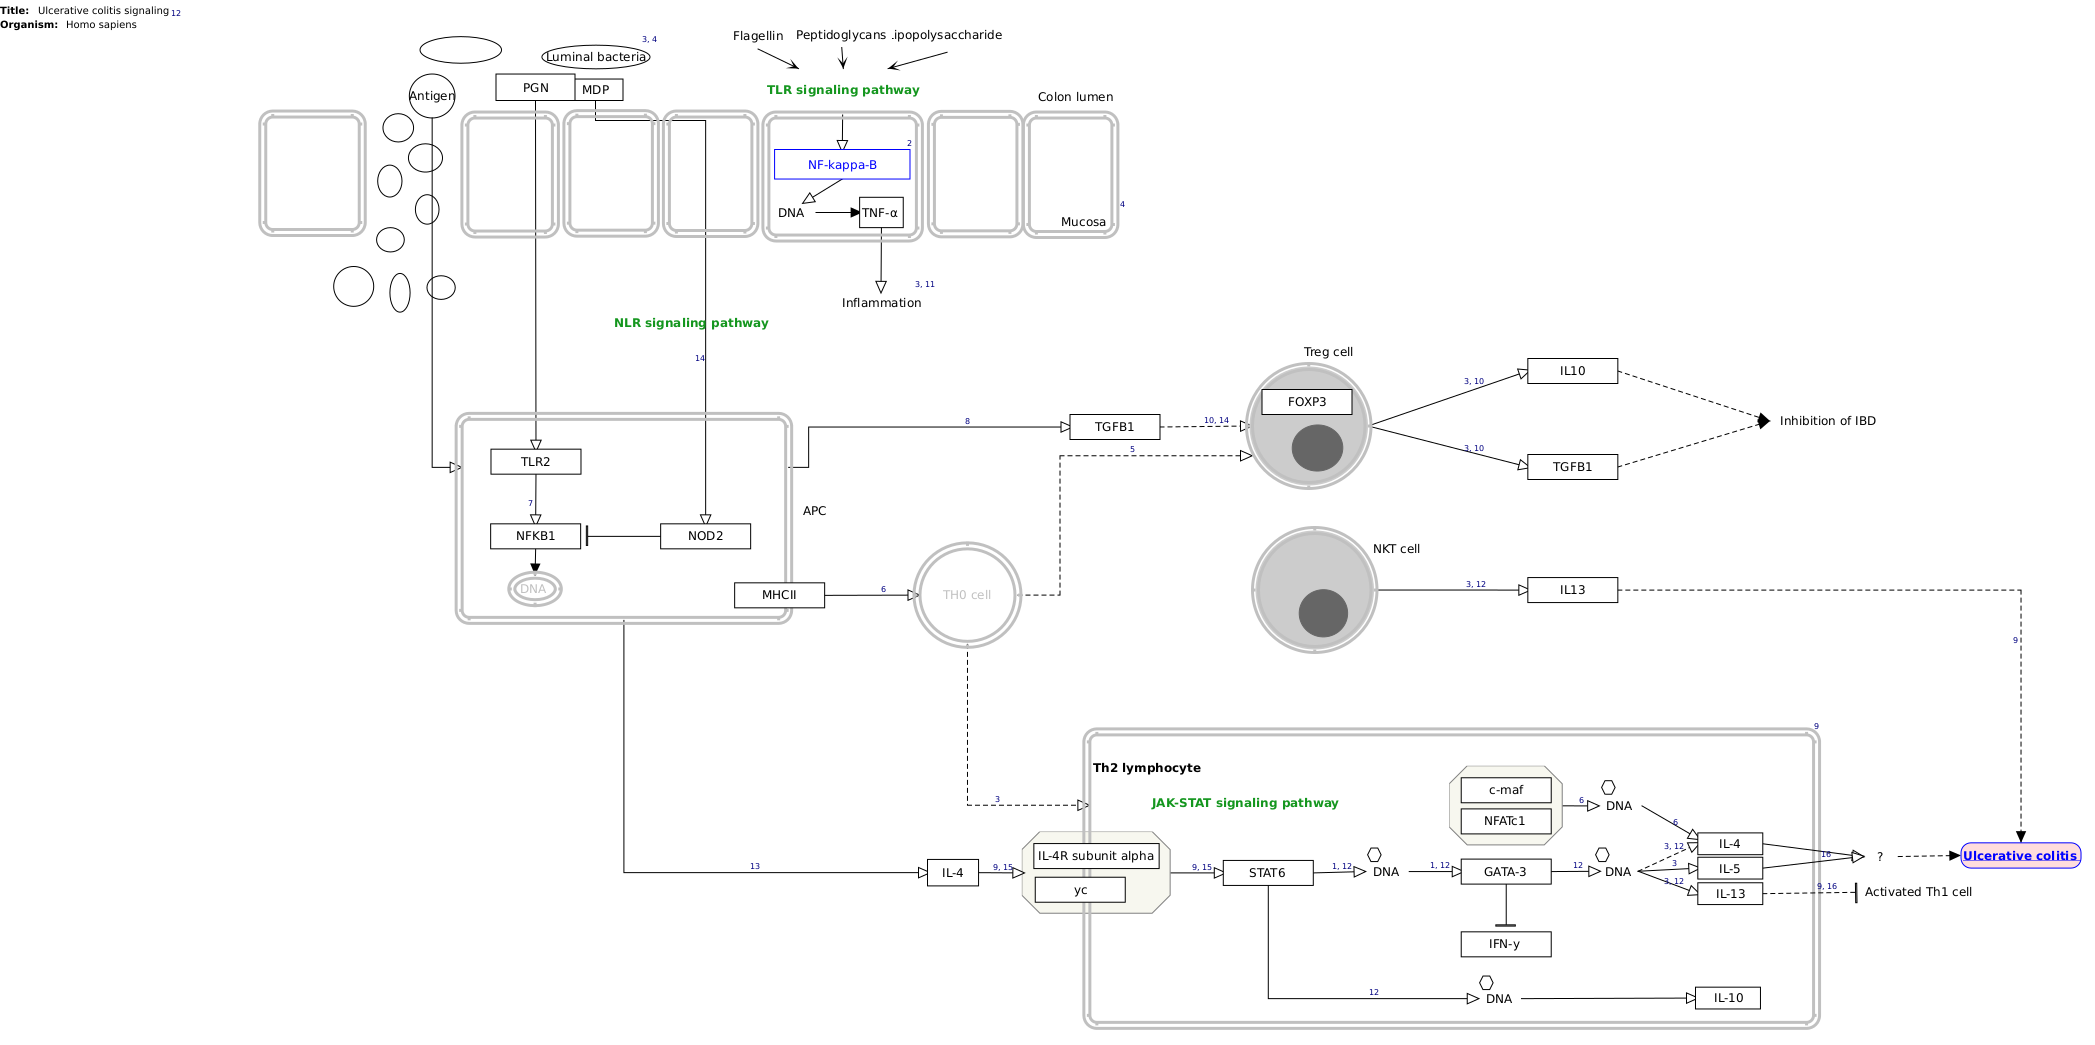 Title: Ulcerative colitis signaling 12
Organism: Homo sapiens
3, 4
Luminal bacteria
Flagellin Peptidoglycans .ipopolysaccharide
TLR signaling pathway
Antigen
PGN
MDP
Colon lumen
2
NF-kappa-B
DNA
TNF-α
Mucosa
4
3, 11
Inflammation
NLR signaling pathway
14
Treg cell
FOXP3
3, 10
IL10
8
TGFB1
10, 14
Inhibition of IBD
5
3, 10
TGFB1
TLR2
7
NFKB1
NOD2
APC
DNA
MHCII
6
TH0 cell
NKT cell
3, 12
IL13
9
9
Th2 lymphocyte
JAK-STAT signaling pathway
3
c-maf
NFATc1
6
DNA
6
13
IL-4
9, 15
IL-4R subunit alpha
yc
9, 15
STAT6
1, 12
DNA
1, 12
GATA-3
12
DNA
3, 12
3
3, 12
IL-4
IL-5
IL-13
16
?
Ulcerative colitis
9, 16
Activated Th1 cell
IFN-y
12
DNA
IL-10